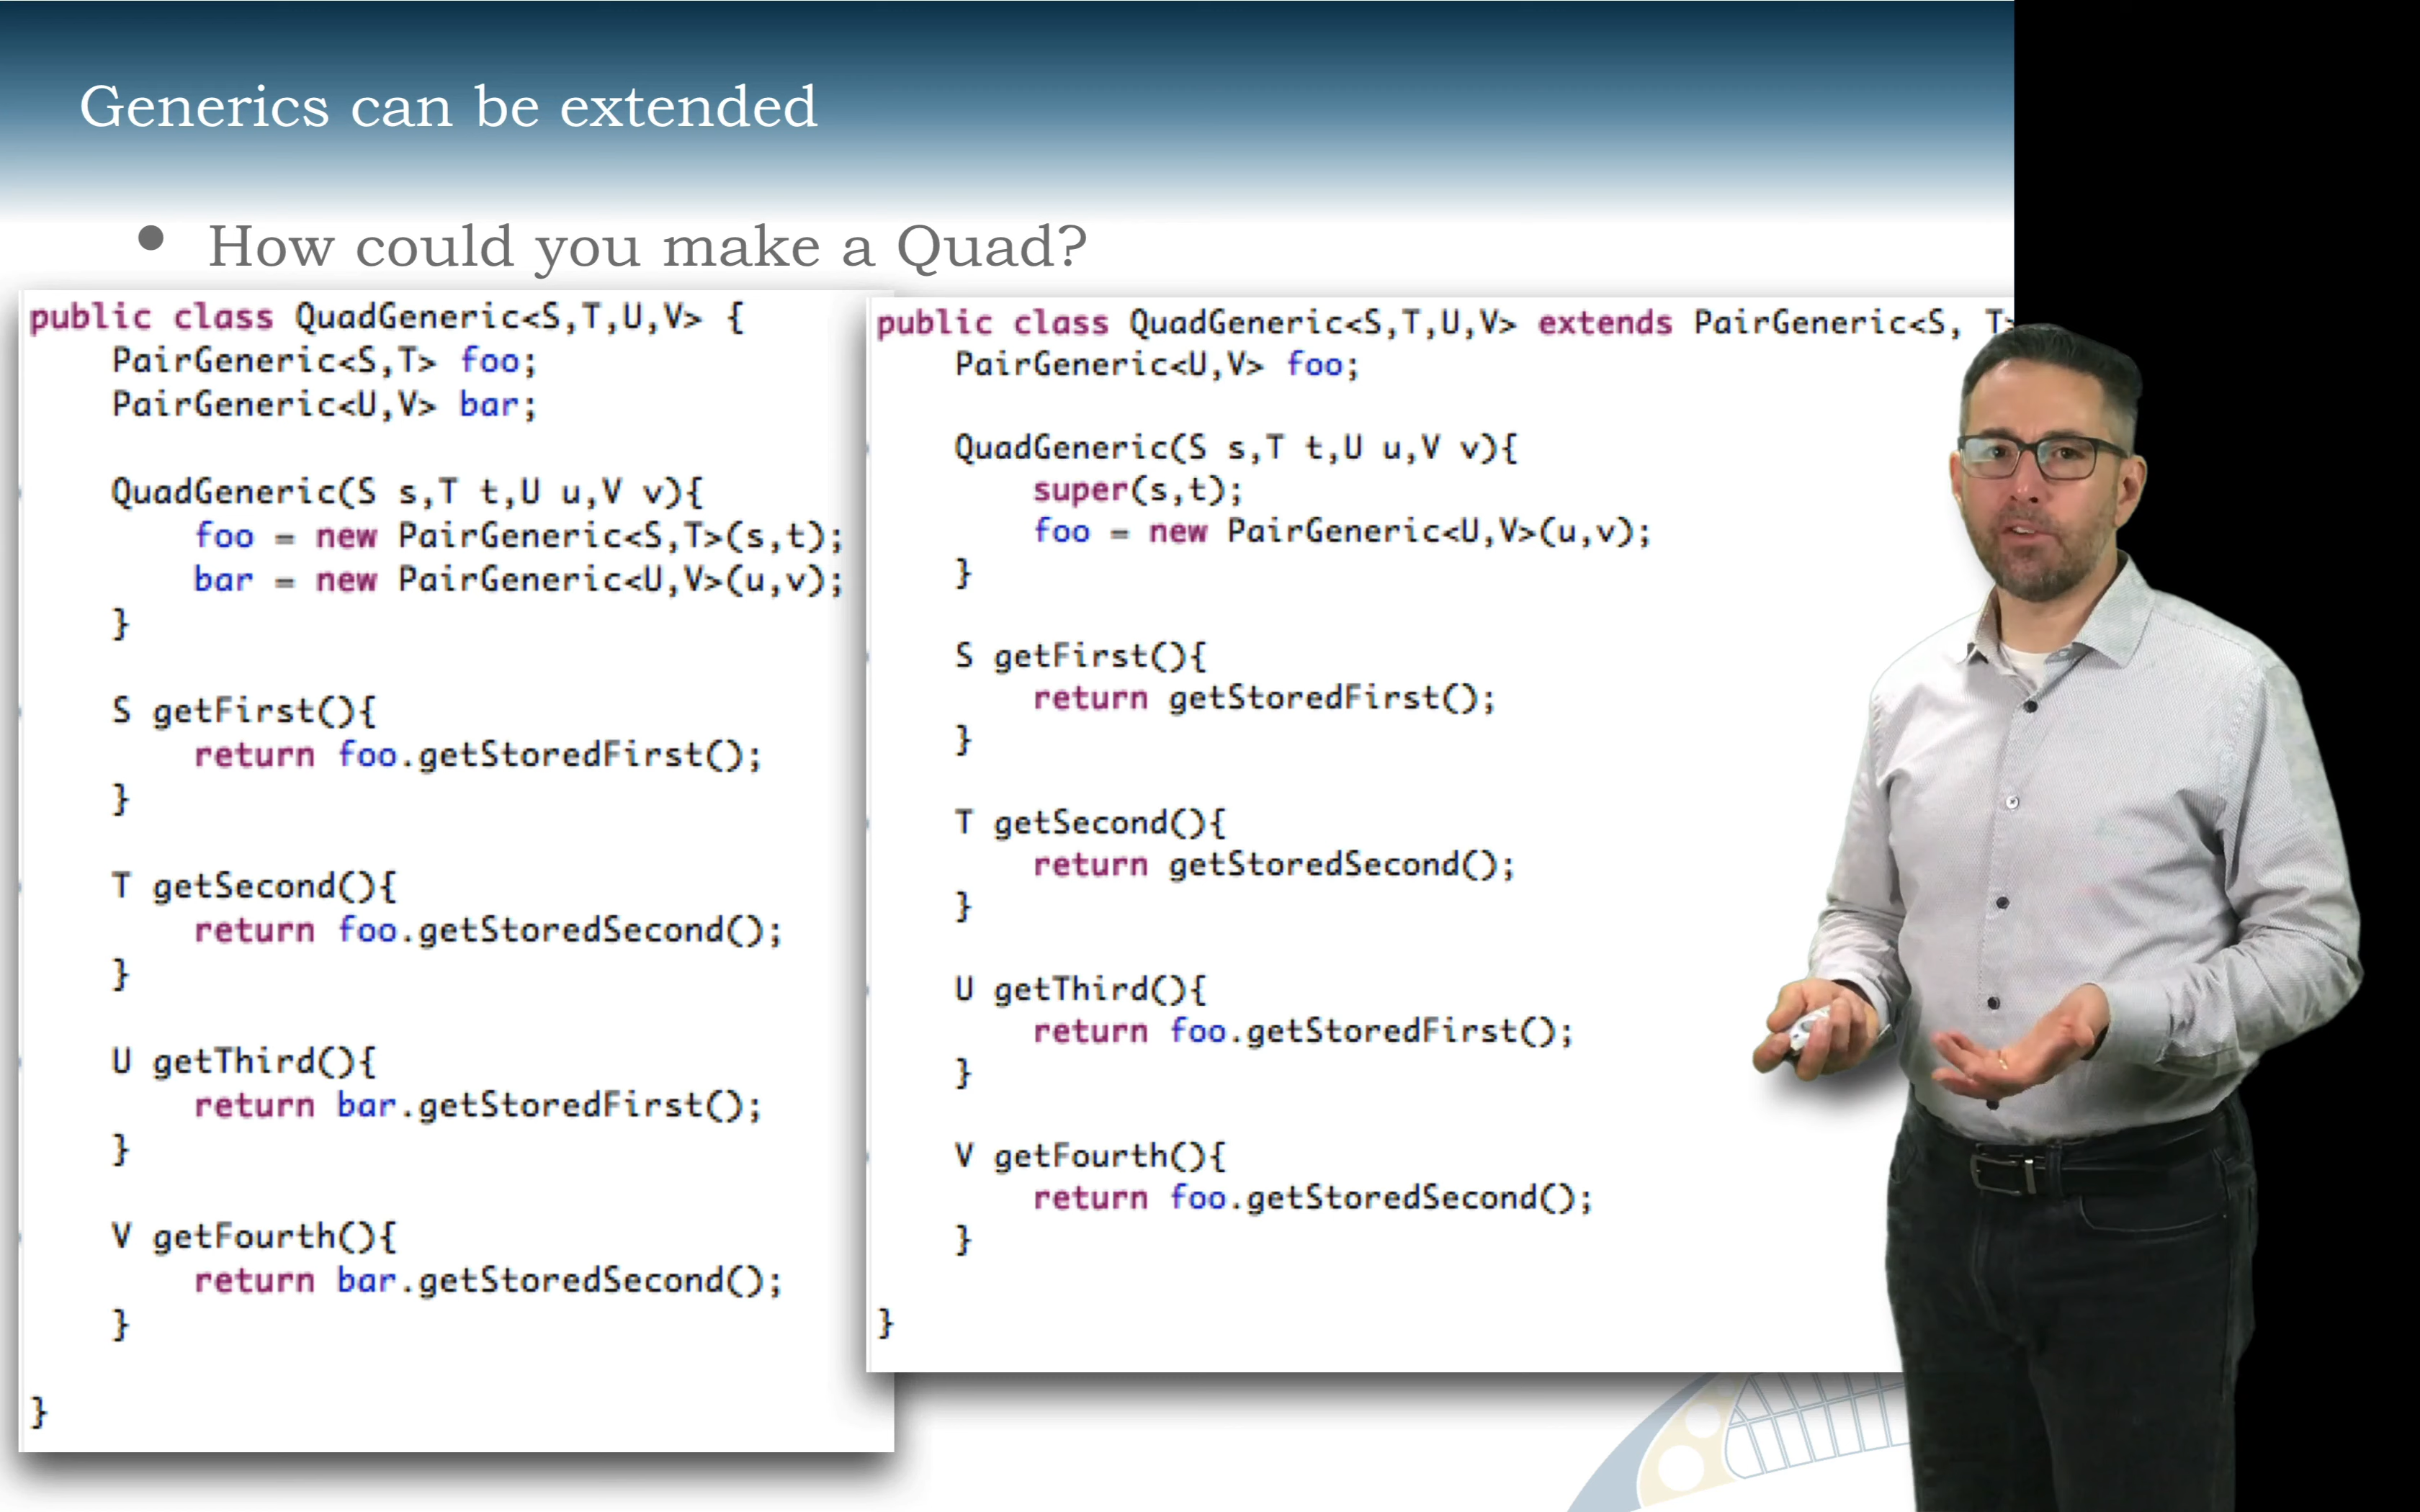 Generics can be extended
• How could you make a Quad?
public class QuadGeneric<S,T,U,V> {
PairGeneric<S,T> foo;
PairGeneric<U,V> bar;
QuadGeneric(S s,T t,U u,V v){
foo = new PairGeneric<S,T>(s,t);
bar = new PairGeneric<U,V>(u,v);
}
S getFirst(){
return foo.getStoredFirst();
}
T getSecond(){
return foo.getStoredSecond();
}
U getThird(){
return bar.getStoredFirst();
}
V getFourth(){
return bar.getStoredSecond();
}
}
public class QuadGeneric<S,T,U,V> extends PairGeneric<S, T>
PairGeneric<U,V> foo;
QuadGeneric(S s,T t,U u,V v){
super(s,t);
foo = new PairGeneric<U,V>(u,v);
}
S getFirst(){
return getStoredFirst();
}
T getSecond(){
return getStoredSecond();
}
U getThird(){
return foo.getStoredFirst();
}
V getFourth(){
return foo.getStoredSecond();
}
}